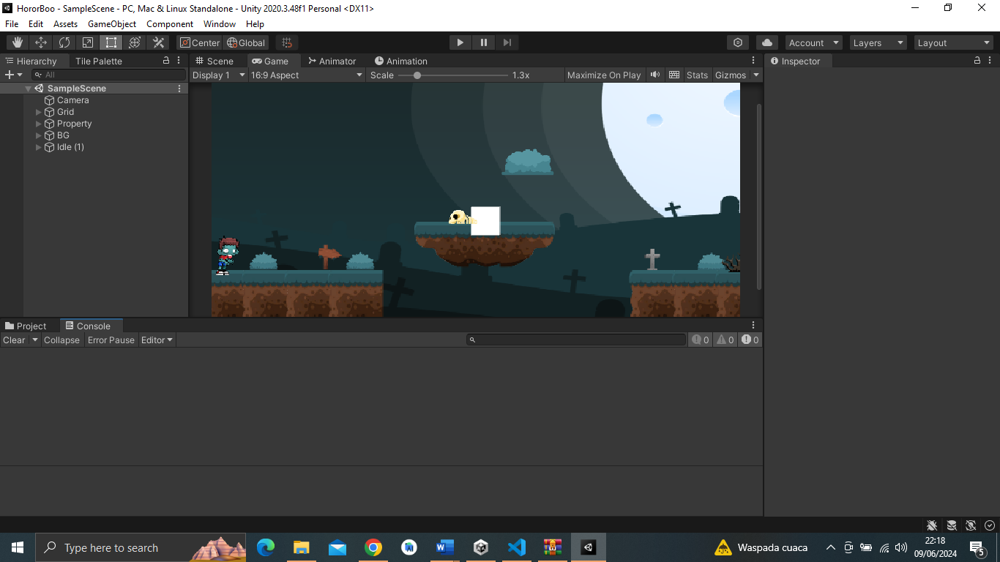 HororBoo - SampleScene - PC, Mac & Linux Standalone - Unity 2020.3.48f1 Personal <DX11>
File Edit Assets GameObject Component Window Help
Center Global Account Layers Layout
Hierarchy Tile Palette Scene Game Animator Animation Inspector
All Display 1 16:9 Aspect Scale 1.3x Maximize On Play Stats Gizmos
SampleScene
Camera
Grid
Property
BG
Idle (1)
Project Console
Clear Collapse Error Pause Editor 0 0 0
Type here to search Waspada cuaca 22:18
09/06/2024 5